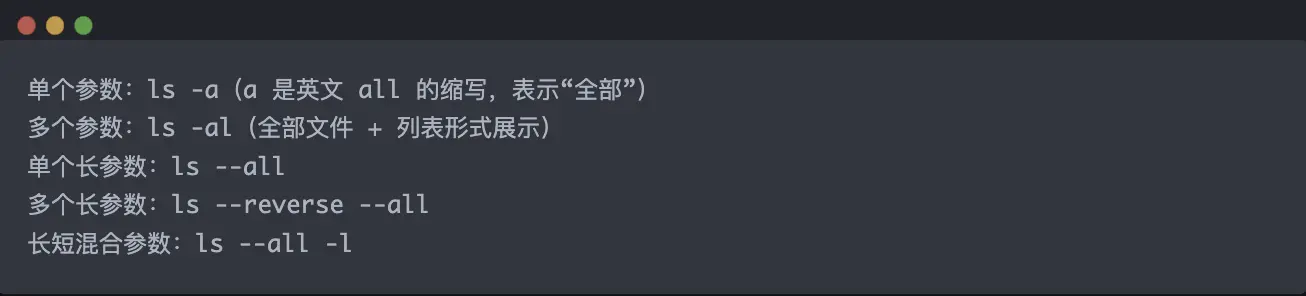 单个参数：ls -a（a 是英文 all 的缩写，表示“全部”）
多个参数：ls -al（全部文件 + 列表形式展示）
单个长参数：ls --all
多个长参数：ls --reverse --all
长短混合参数：ls --all -l